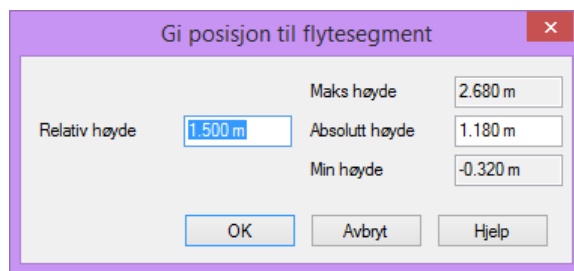 Gi posisjon til flytesegment
Maks høyde 2.680 m
Relativ høyde 1.500 m Absolutt høyde 1.180 m
Min høyde -0.320 m
OK Avbryt Hjelp